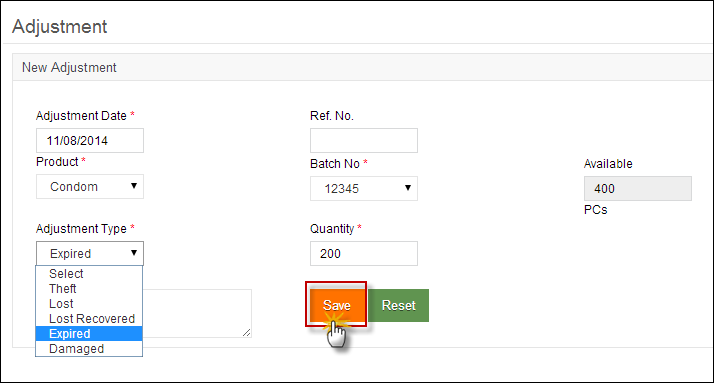 Adjustment
New Adjustment
Adjustment Date *
Ref. No.
11/08/2014
Product *
Batch No *
Available
Condom
12345
400
PCs
Adjustment Type *
Quantity *
Expired
200
Select
Theft
Lost
Lost Recovered
Expired
Damaged
Save
Reset